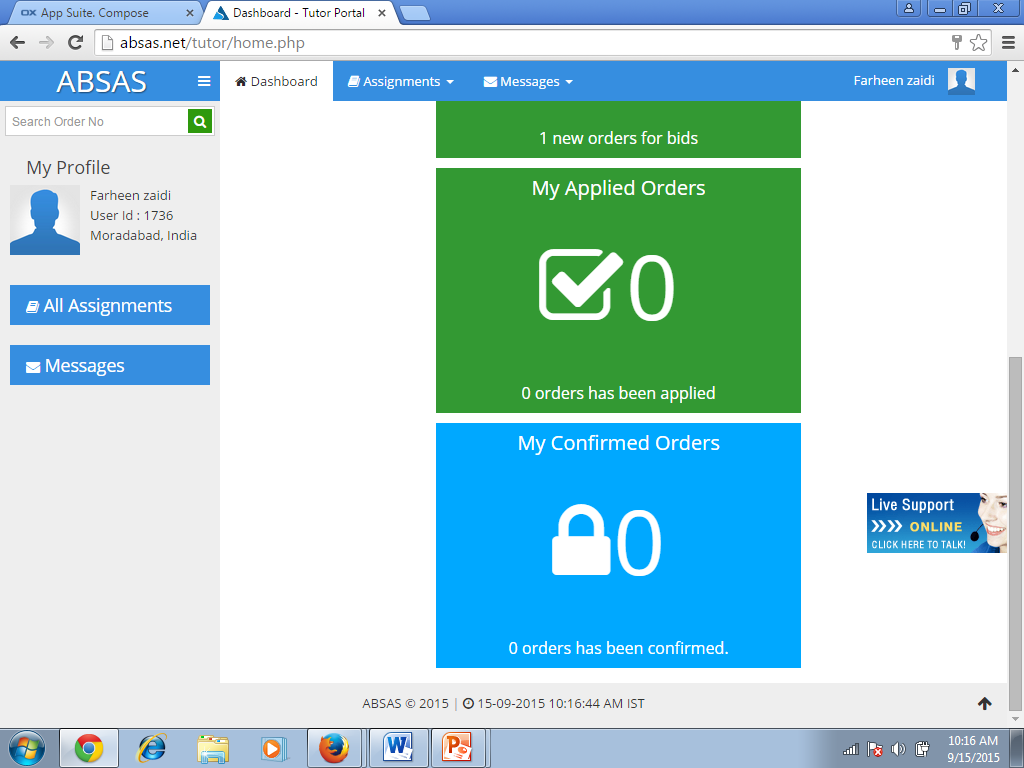 App Suite. Compose
Dashboard - Tutor Portal
absas.net/tutor/home.php
ABSAS
Dashboard
Assignments
Messages
Farheen zaidi
Search Order No
My Profile
Farheen zaidi
User Id : 1736
Moradabad, India
All Assignments
Messages
1 new orders for bids
My Applied Orders
0
0 orders has been applied
My Confirmed Orders
0
0 orders has been confirmed.
Live Support
ONLINE
CLICK HERE TO TALK!
ABSAS © 2015 | 15-09-2015 10:16:44 AM IST
10:16 AM
9/15/2015